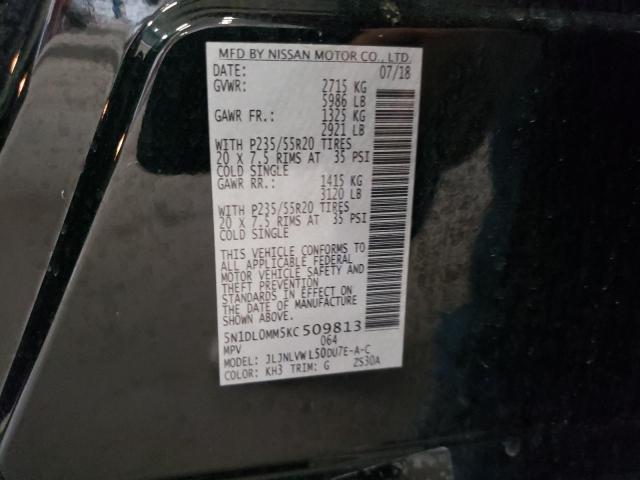 MFD BY NISSAN MOTOR CO., LTD.
DATE: 07/18
GVWR: 2715 KG
5986 LB
GAWR FR.: 1325 KG
2921 LB
WITH P235/55R20 TIRES
20 X 7.5 RIMS AT 35 PSI
COLD SINGLE
GAWR RR.: 1415 KG
3120 LB
WITH P235/55R20 TIRES
20 X 7.5 RIMS AT 35 PSI
COLD SINGLE
THIS VEHICLE CONFORMS TO
ALL APPLICABLE FEDERAL
MOTOR VEHICLE SAFETY AND
THEFT PREVENTION
STANDARDS IN EFFECT ON
THE DATE OF MANUFACTURE
SHOWN ABOVE.
5N1DL0MM5KC509813
MPV 064
MODEL: JLJNLVWL50DU7E-A-C
COLOR: KH3 TRIM: G ZS30A